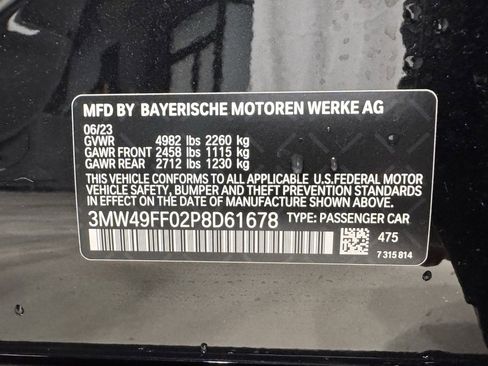 MFD BY BAYERISCHE MOTOREN WERKE AG
06/23
GVWR 4982 lbs 2260 kg
GAWR FRONT 2458 lbs 1115 kg
GAWR REAR 2712 lbs 1230 kg
THIS VEHICLE CONFORMS TO ALL APPLICABLE U.S.FEDERAL MOTOR
VEHICLE SAFETY, BUMPER AND THEFT PREVENTION STANDARDS
IN EFFECT ON THE DATE OF MANUFACTURE SHOWN ABOVE.
3MW49FF02P8D61678 TYPE: PASSENGER CAR
475
7 315 814